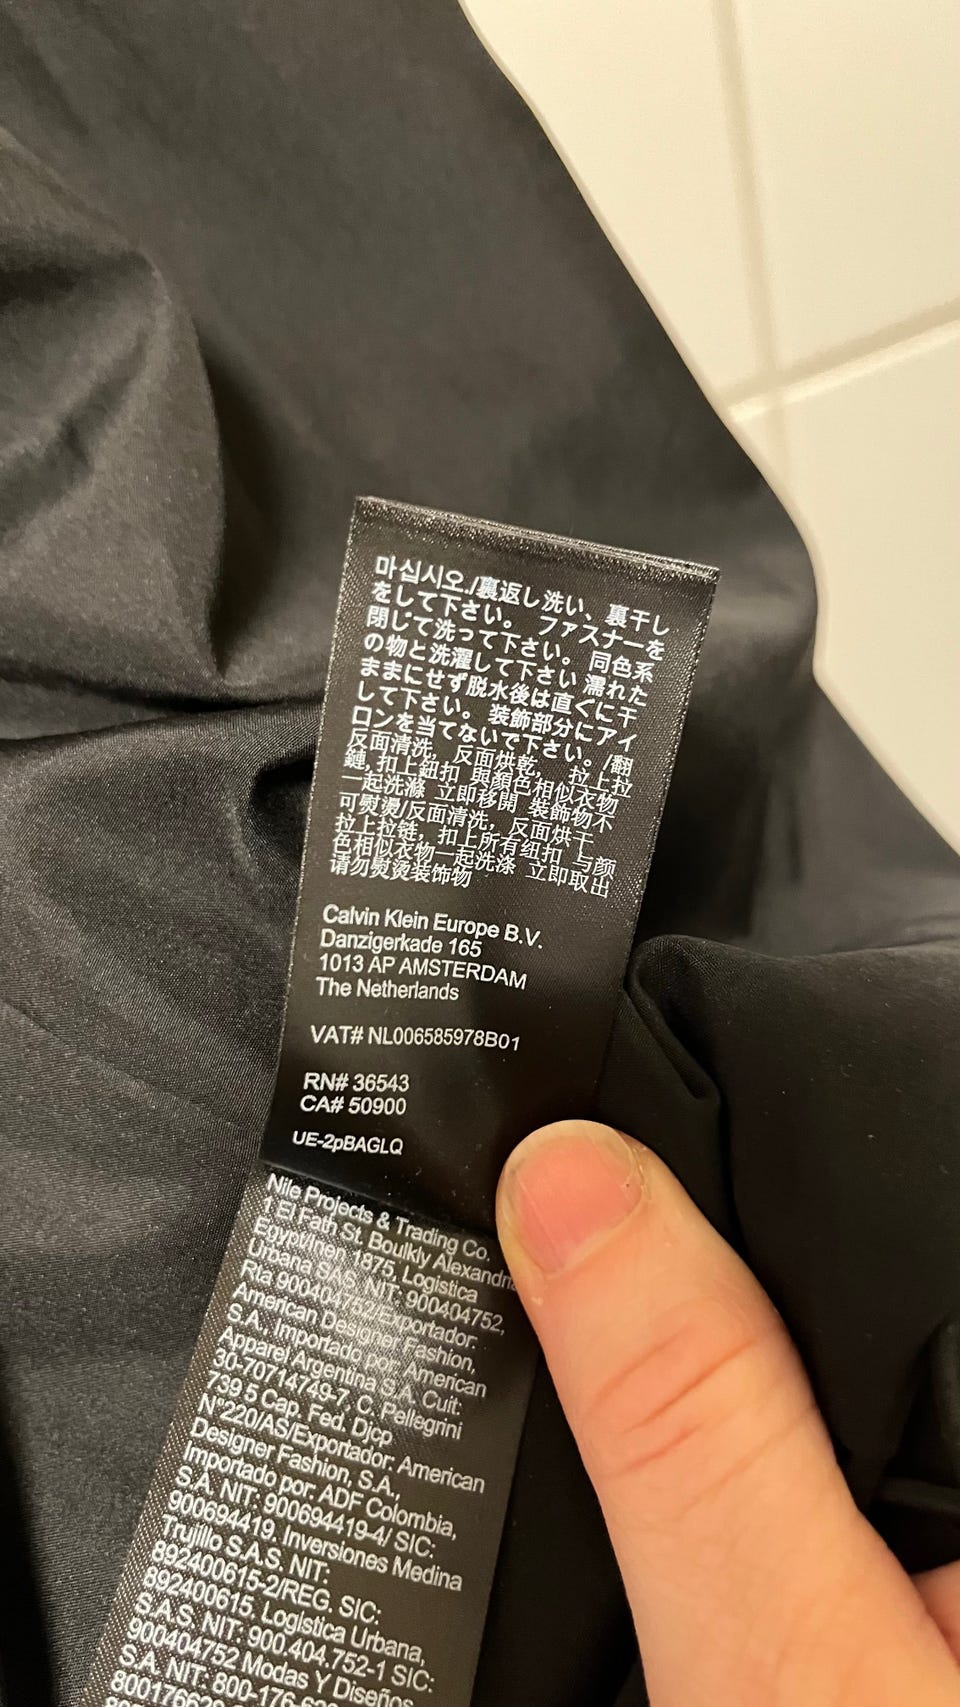 마십시오./裏返し洗い、裏干し
をして下さい。 ファスナーを
閉じて洗って下さい。 同色系
の物と洗濯して下さい 濡れた
ままにせず脱水後は直ぐに干
して下さい。 装飾部分にアイ
ロンを当てないで下さい。/翻
反面清洗, 反面烘乾, 拉上拉
鏈,扣上鈕扣 與顏色相似衣物
一起洗滌 立即移開 裝飾物不
可熨燙/反面清洗, 反面烘干
拉上拉链, 扣上所有纽扣 与颜
色相似衣物一起洗涤 立即取出
请勿熨烫装饰物
Calvin Klein Europe B.V.
Danzigerkade 165
1013 AP AMSTERDAM
The Netherlands
VAT# NL006585978B01
RN# 36543
CA# 50900
UE-2pBAGLQ
Nile Projects & Trading Co.
1 El Fath St. Boulkly Alexandria
Egypt/Inen, 1875, Logistica
Urbana SAS. NIT: 900404752,
Rta 900404752/Exportador:
American Designer Fashion,
S.A., Importado por: American
Apparel Argentina S.A. Cuit:
30-70714749-7, C. Pellegrini
739 5 Cap. Fed. Djcp
N°220/AS/Exportador: American
Designer Fashion, S.A.,
Importado por: ADF Colombia,
S.A. NIT: 900694419-4/ SIC:
900694419. Inversiones Medina
Trujillo S.A.S. NIT:
892400615-2/REG. SIC:
892400615. Logistica Urbana,
S.A.S. NIT: 900.404.752-1 SIC:
900404752 Modas Y Diseños
S.A. NIT: 800-176-